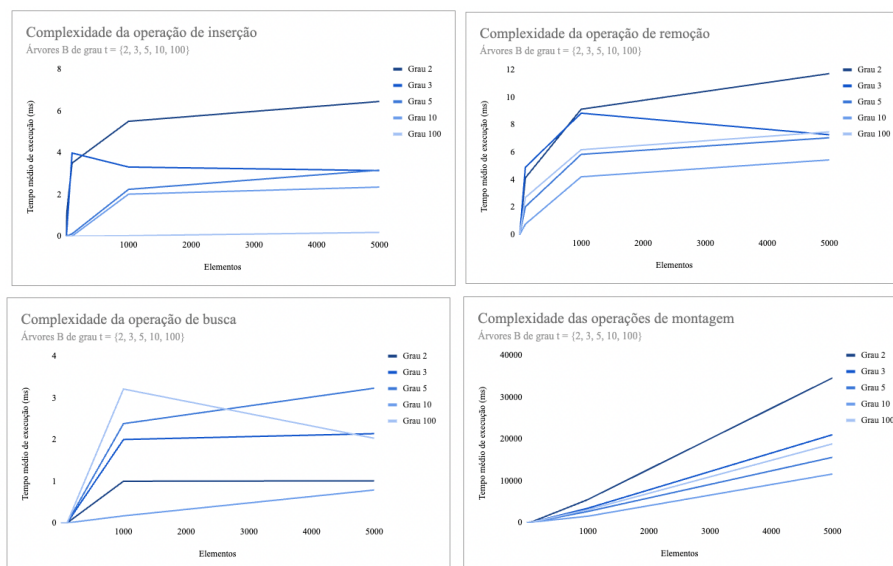 Complexidade da operação de inserção
Árvores B de grau t = {2, 3, 5, 10, 100}
Tempo médio de execução (ms)
8
6
4
2
0
1000 2000 3000 4000 5000
Elementos
Grau 2
Grau 3
Grau 5
Grau 10
Grau 100
Complexidade da operação de remoção
Árvores B de grau t = {2, 3, 5, 10, 100}
Tempo médio de execução (ms)
12
10
8
6
4
2
0
1000 2000 3000 4000 5000
Elementos
Grau 2
Grau 3
Grau 5
Grau 10
Grau 100
Complexidade da operação de busca
Árvores B de grau t = {2, 3, 5, 10, 100}
Tempo médio de execução (ms)
4
3
2
1
0
1000 2000 3000 4000 5000
Elementos
Grau 2
Grau 3
Grau 5
Grau 10
Grau 100
Complexidade das operações de montagem
Árvores B de grau t = {2, 3, 5, 10, 100}
Tempo médio de execução (ms)
40000
30000
20000
10000
0
1000 2000 3000 4000 5000
Elementos
Grau 2
Grau 3
Grau 5
Grau 10
Grau 100